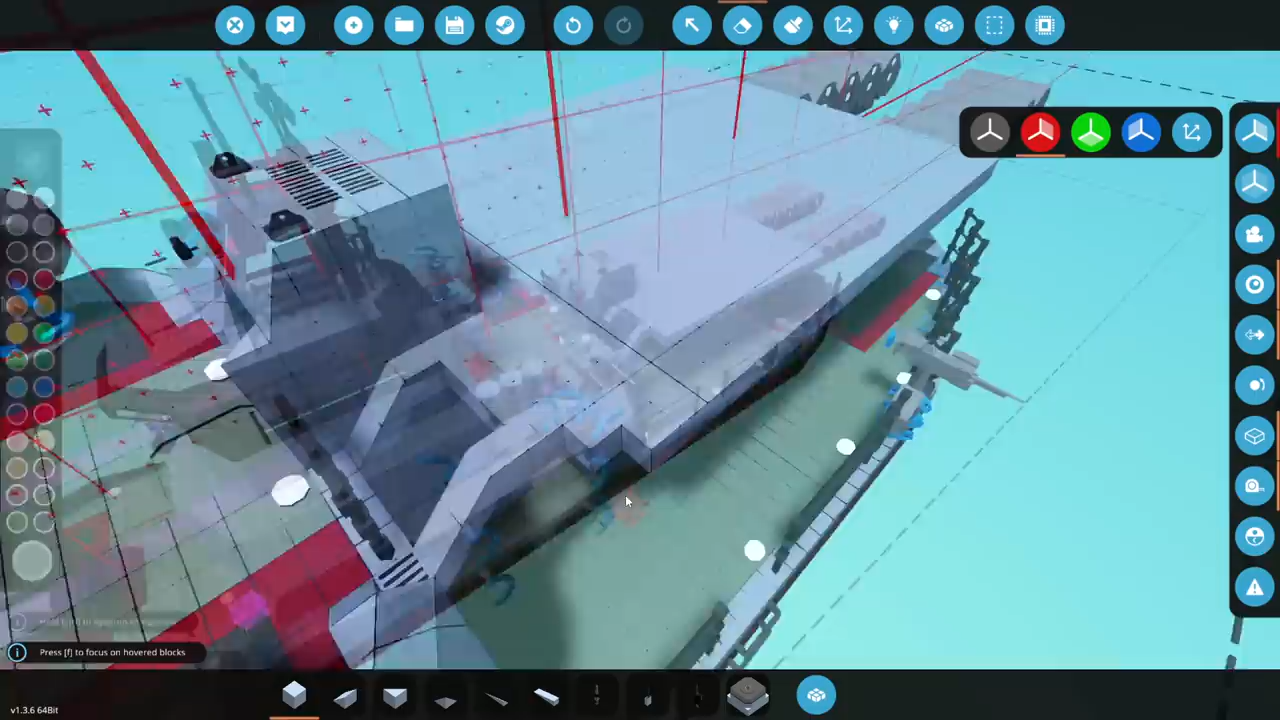 Press [f] to focus on hovered blocks
v1.3.6 64Bit